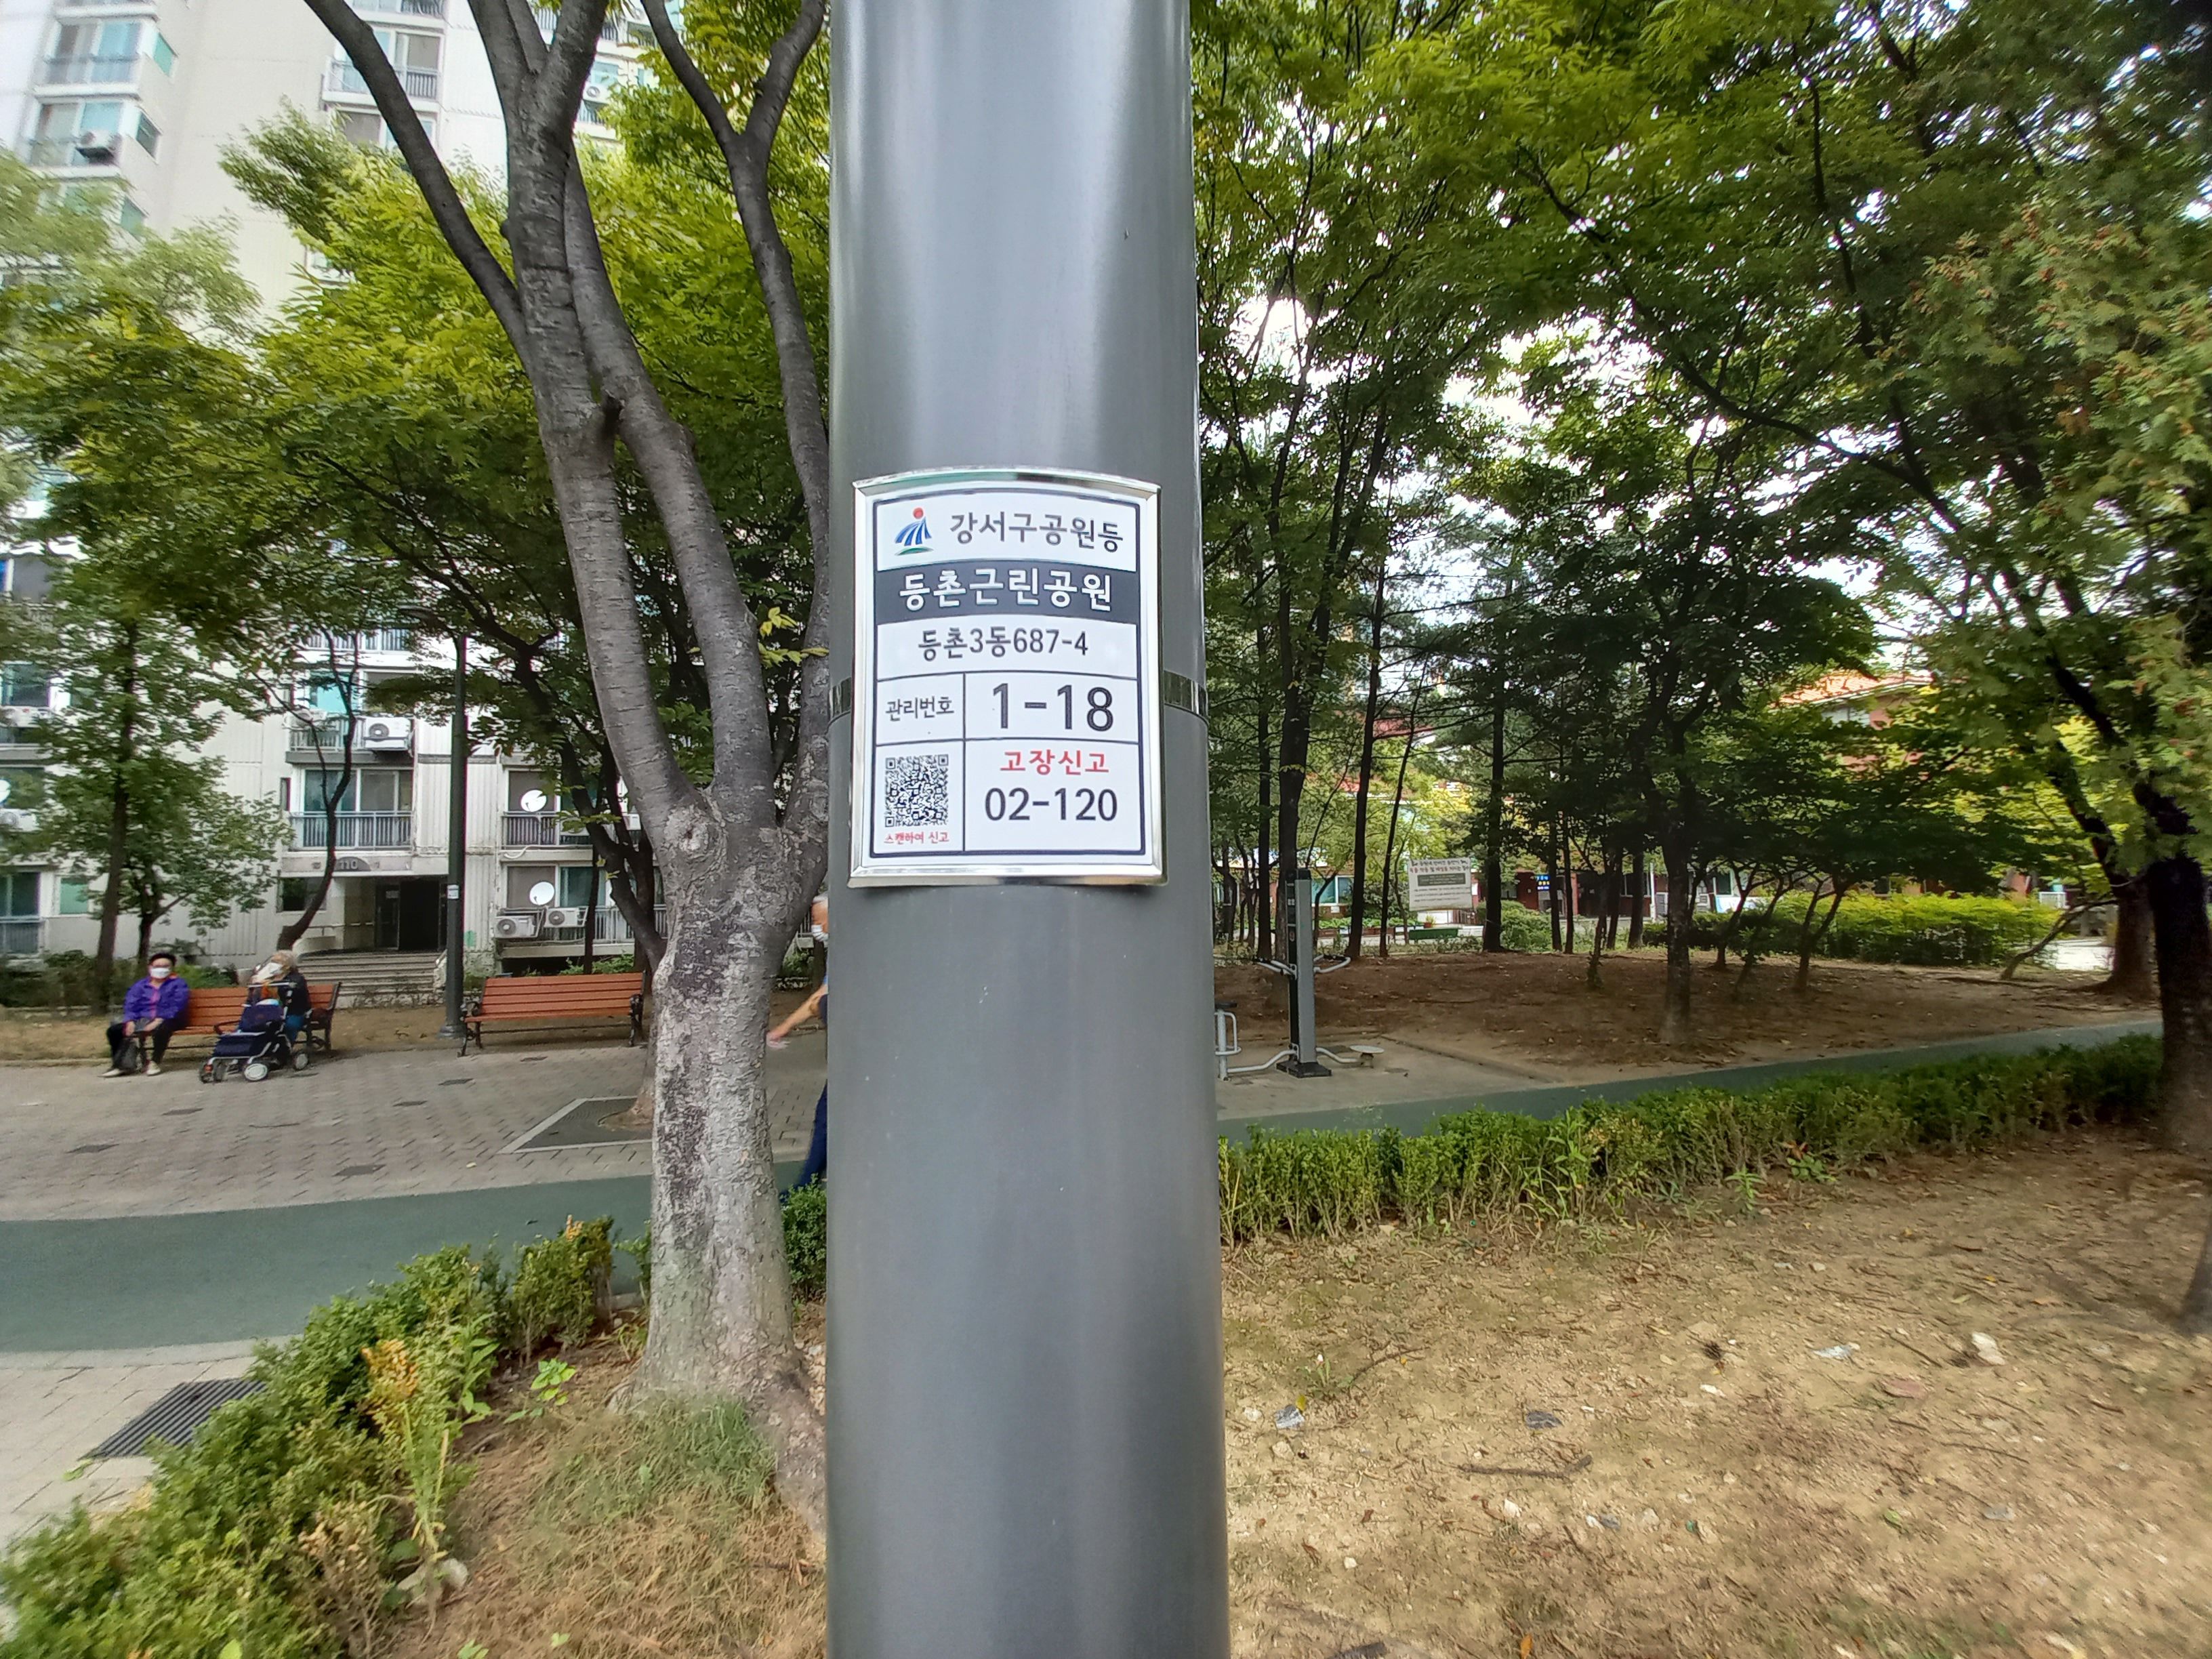 강서구공원등
등촌근린공원
등촌3동687-4
관리번호 1-18
고장신고
02-120
스캔하여 신고
110